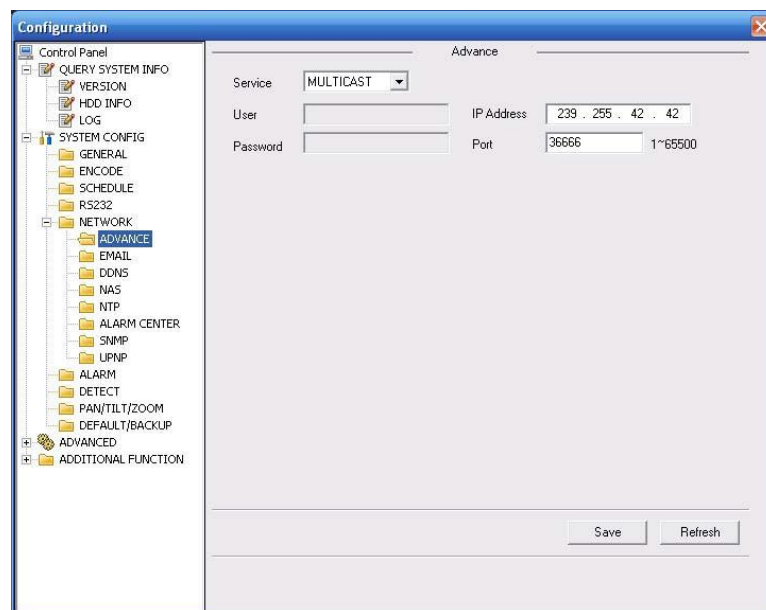 Configuration
Control Panel
QUERY SYSTEM INFO
VERSION
HDD INFO
LOG
SYSTEM CONFIG
GENERAL
ENCODE
SCHEDULE
RS232
NETWORK
ADVANCE
EMAIL
DDNS
NAS
NTP
ALARM CENTER
SNMP
UPNP
ALARM
DETECT
PAN/TILT/ZOOM
DEFAULT/BACKUP
ADVANCED
ADDITIONAL FUNCTION
Advance
Service MULTICAST
User IP Address 239 . 255 . 42 . 42
Password Port 36666 1~65500
Save Refresh